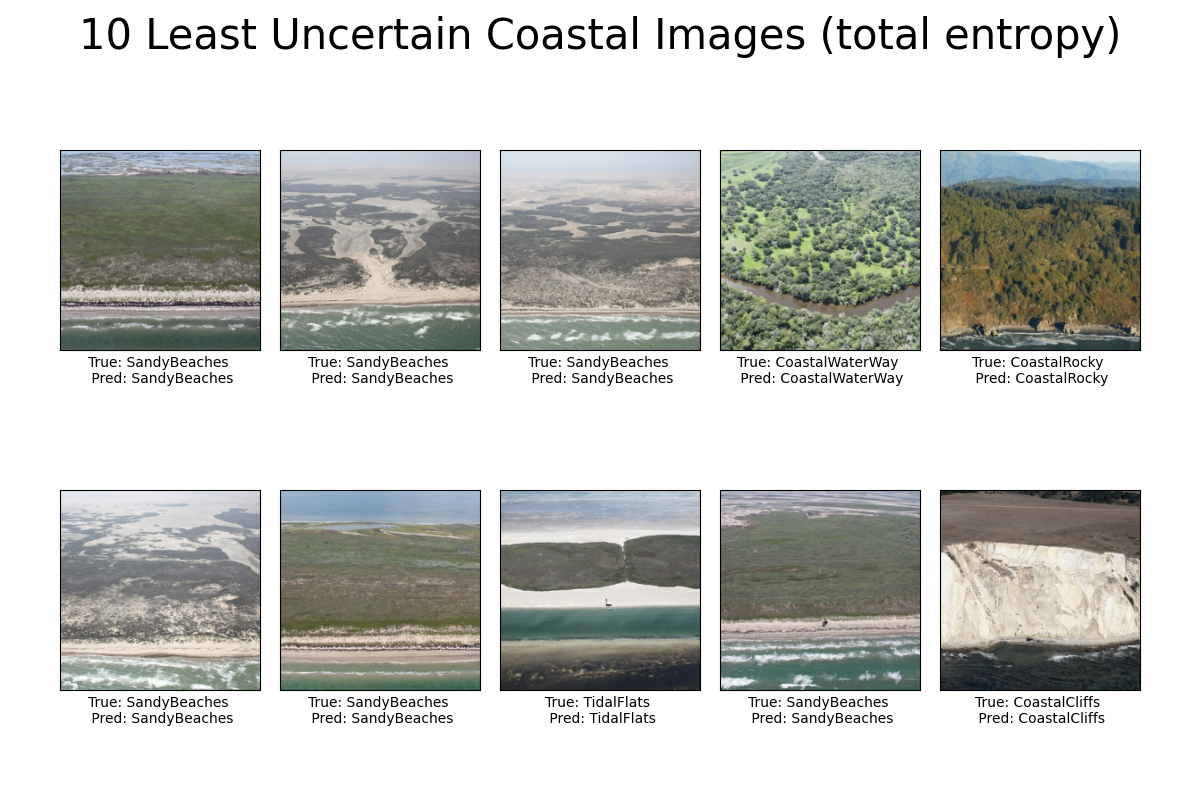 10 Least Uncertain Coastal Images (total entropy)
True: SandyBeaches
Pred: SandyBeaches
True: SandyBeaches
Pred: SandyBeaches
True: SandyBeaches
Pred: SandyBeaches
True: CoastalWaterWay
Pred: CoastalWaterWay
True: CoastalRocky
Pred: CoastalRocky
True: SandyBeaches
Pred: SandyBeaches
True: SandyBeaches
Pred: SandyBeaches
True: TidalFlats
Pred: TidalFlats
True: SandyBeaches
Pred: SandyBeaches
True: CoastalCliffs
Pred: CoastalCliffs